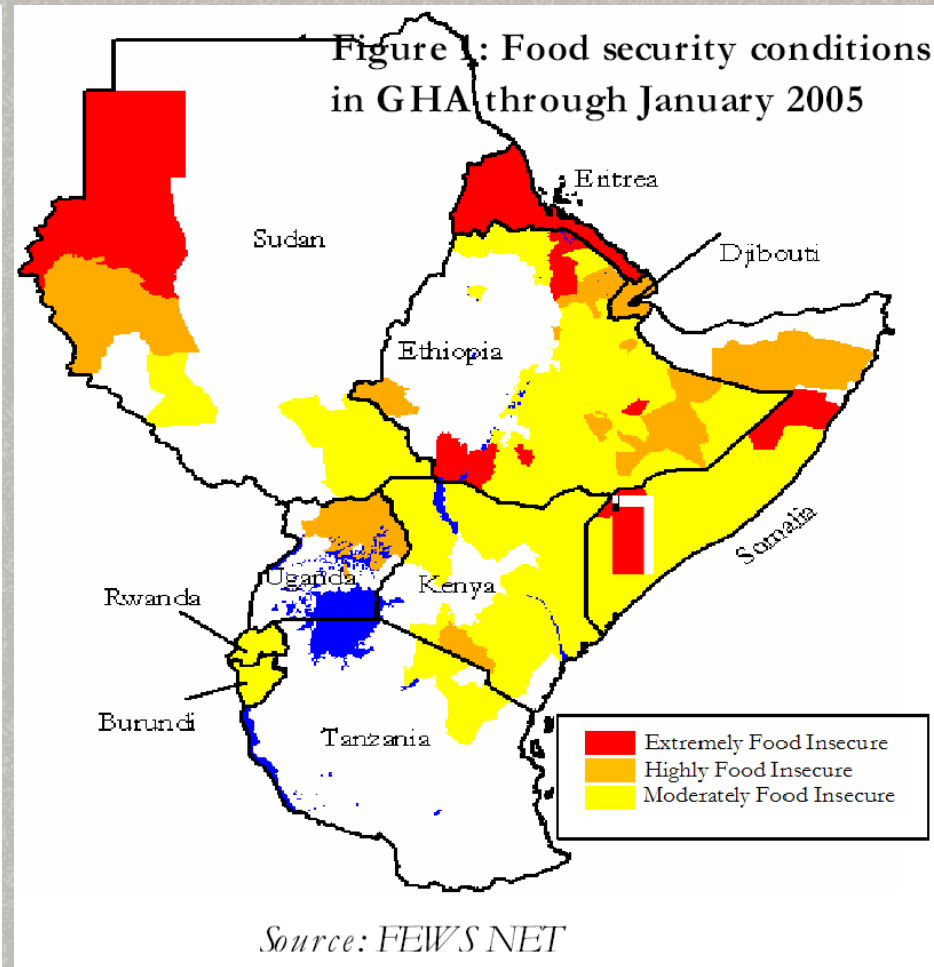 Figure 1: Food security conditions
in GHA through January 2005
Eritrea
Sudan
Djibouti
Ethiopia
Somalia
Uganda
Kenya
Rwanda
Burundi
Tanzania
Extremely Food Insecure
Highly Food Insecure
Moderately Food Insecure
Source: FEWS NET